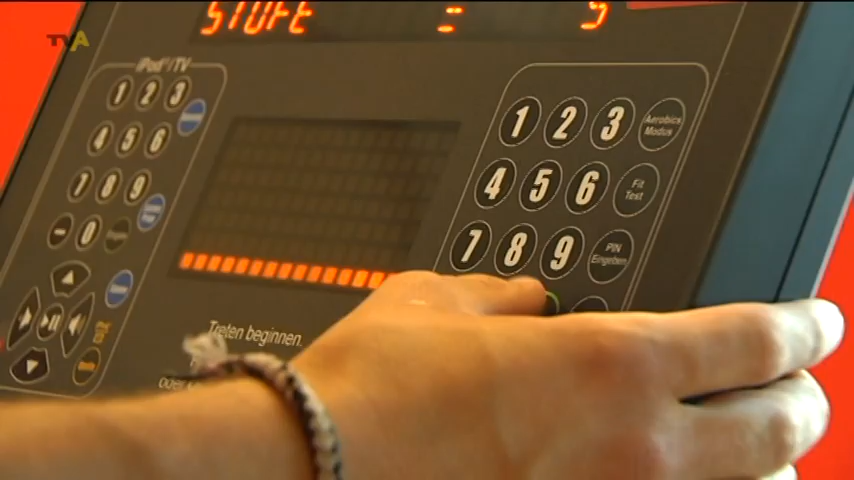 TVA
STUFE = 5
iPod/TV
1 2 3
4 5 6
7 8 9
- 0
1 2 3 Aerobics Modus
4 5 6 Fit Test
7 8 9 PIN Eingeben
Treten beginnen.
oder